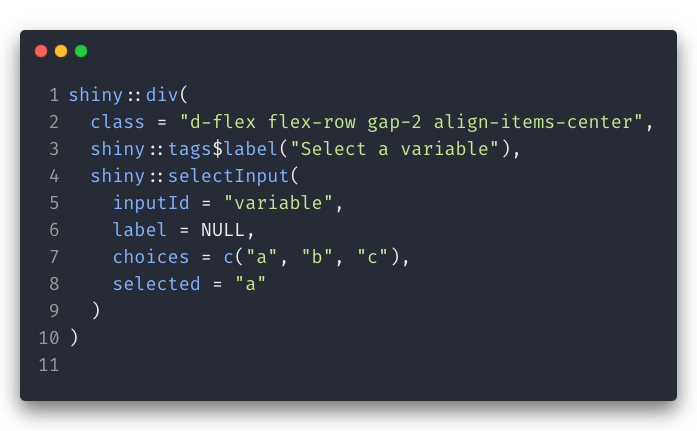 1 shiny::div(
2   class = "d-flex flex-row gap-2 align-items-center",
3   shiny::tags$label("Select a variable"),
4   shiny::selectInput(
5     inputId = "variable",
6     label = NULL,
7     choices = c("a", "b", "c"),
8     selected = "a"
9   )
10 )
11